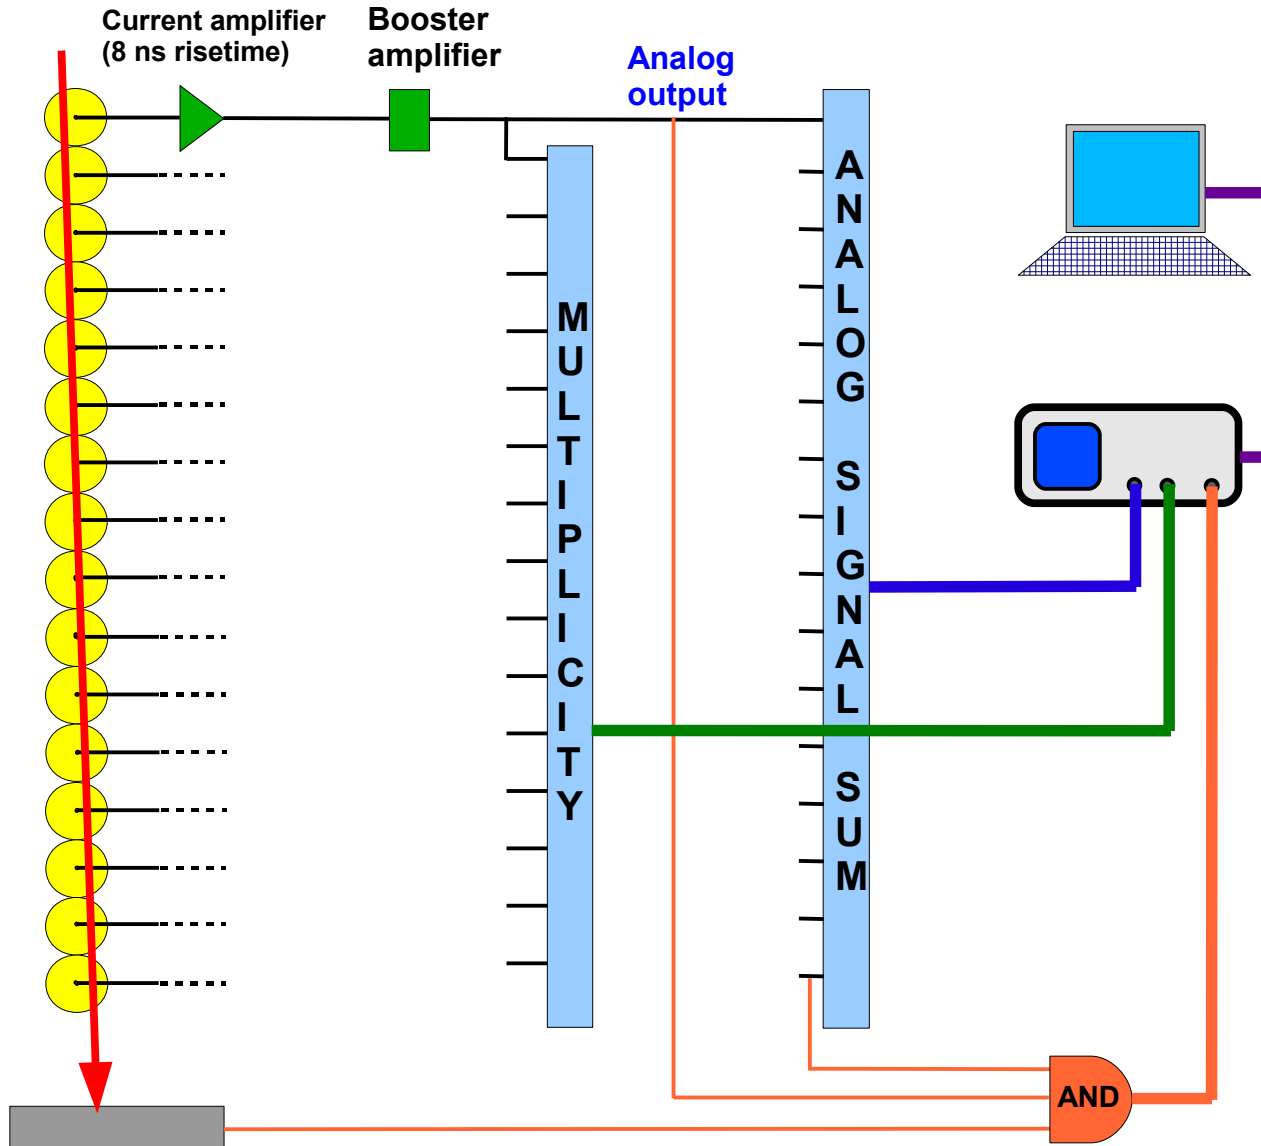 Current amplifier
(8 ns risetime)
Booster
amplifier
Analog
output
MULTIPLICITY
ANALOG SIGNAL SUM
AND